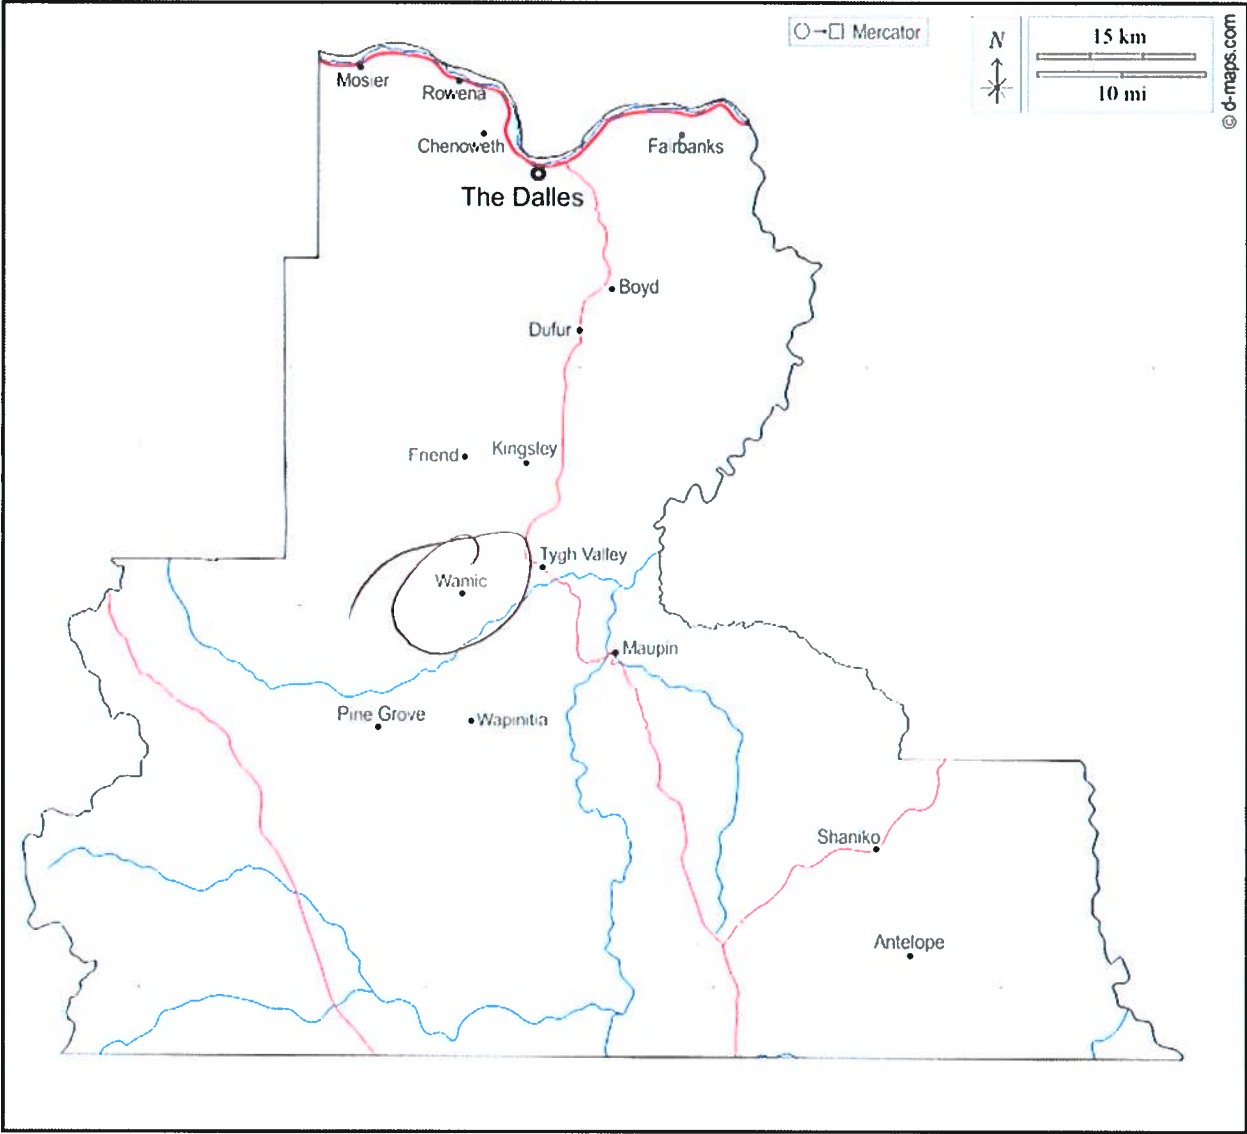 Mercator
N
15 km
10 mi
© d-maps.com
Mosier
Rowena
Chenoweth
Fairbanks
The Dalles
Boyd
Dufur
Friend
Kingsley
Tygh Valley
Wamic
Maupin
Pine Grove
Wapinitia
Shaniko
Antelope